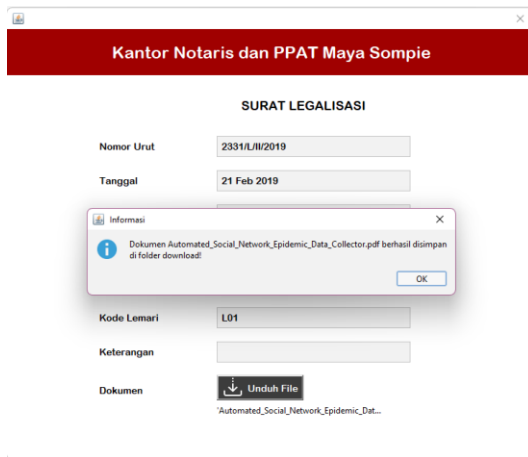 Kantor Notaris dan PPAT Maya Sompie
SURAT LEGALISASI
Nomor Urut
2331/L/II/2019
Tanggal
21 Feb 2019
Informasi
Dokumen Automated_Social_Network_Epidemic_Data_Collector.pdf berhasil disimpan
di folder download!
OK
Kode Lemari
L01
Keterangan
Dokumen
Unduh File
'Automated_Social_Network_Epidemic_Dat...